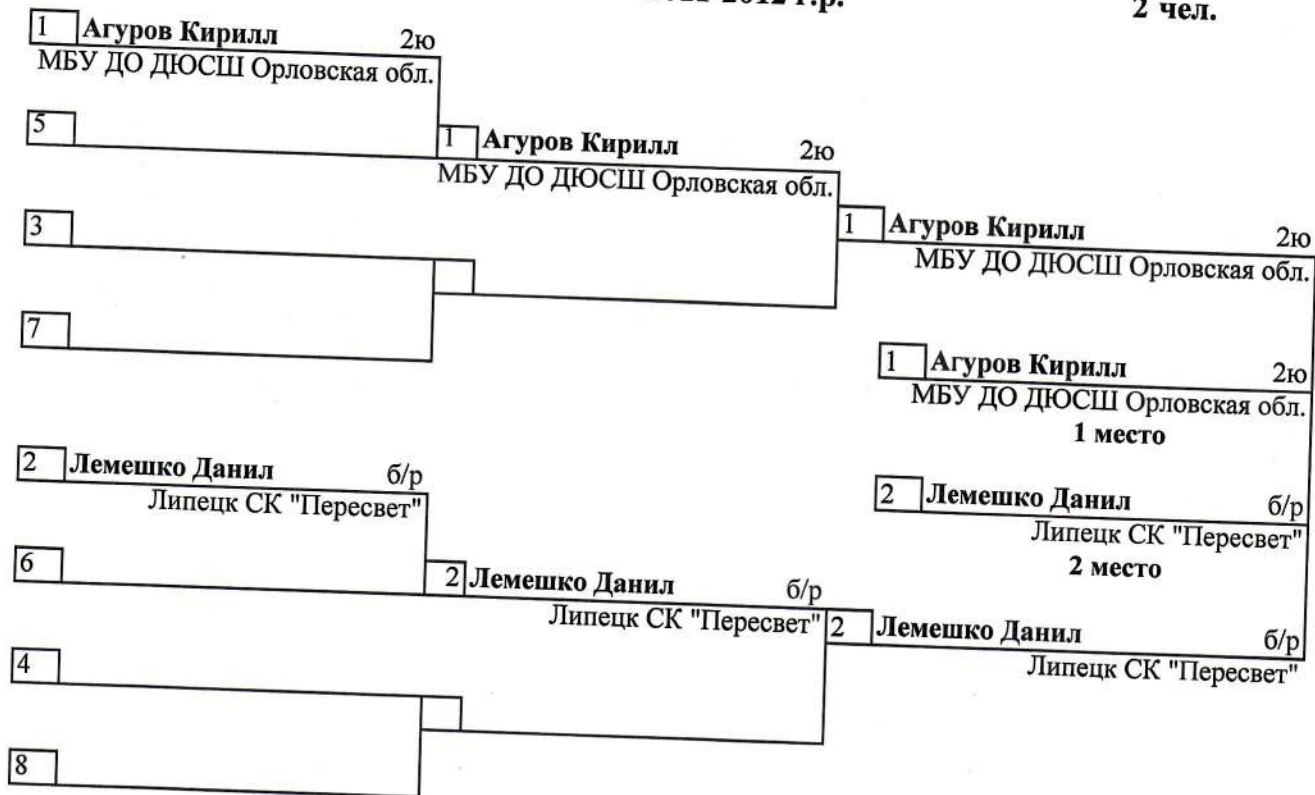 2012 г.р.
2 чел.
1 Агуров Кирилл 2ю
МБУ ДО ДЮСШ Орловская обл.
5
1 Агуров Кирилл 2ю
МБУ ДО ДЮСШ Орловская обл.
3
1 Агуров Кирилл 2ю
МБУ ДО ДЮСШ Орловская обл.
7
1 Агуров Кирилл 2ю
МБУ ДО ДЮСШ Орловская обл.
1 место
2 Лемешко Данил б/р
Липецк СК "Пересвет"
2 Лемешко Данил б/р
Липецк СК "Пересвет"
2 место
6
2 Лемешко Данил б/р
Липецк СК "Пересвет"
2 Лемешко Данил б/р
Липецк СК "Пересвет"
4
8